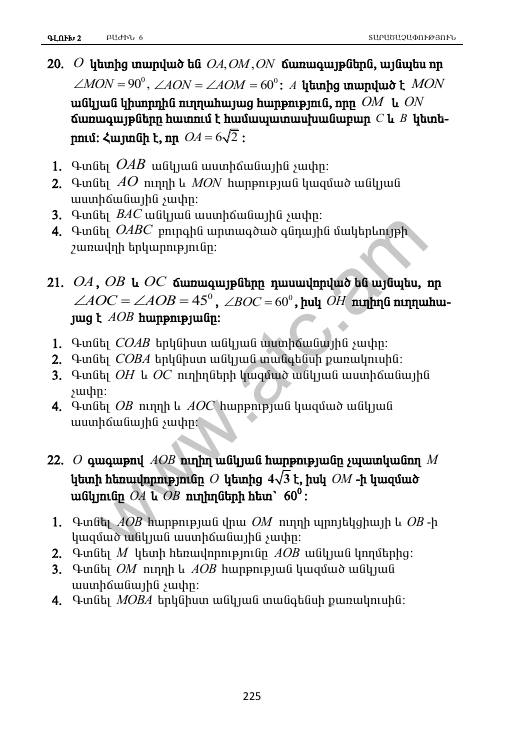 ԳԼՈՒԽ 2 ԲԱԺԻՆ 6 ՏԱՐԱԾԱՉԱՓՈՒԹՅՈՒՆ
20. O կետից տարված են OA,OM,ON ճառագայթներն, այնպես որ
∠MON = 90⁰, ∠AON = ∠AOM = 60⁰: A կետից տարված է MON
անկյան կիսորդին ուղղահայաց հարթություն, որը OM և ON
ճառագայթները հատում է համապատասխանաբար C և B կետե-
րում: Հայտնի է, որ OA = 6√2 :
1. Գտնել OAB անկյան աստիճանային չափը:
2. Գտնել AO ուղղի և MON հարթության կազմած անկյան
աստիճանային չափը:
3. Գտնել BAC անկյան աստիճանային չափը:
4. Գտնել OABC բուրգին արտագծած գնդային մակերևույթի
շառավղի երկարությունը:
21. OA , OB և OC ճառագայթները դասավորված են այնպես, որ
∠AOC = ∠AOB = 45⁰ , ∠BOC = 60⁰, իսկ OH ուղիղն ուղղահա-
յաց է AOB հարթությանը:
1. Գտնել COAB երկնիստ անկյան աստիճանային չափը:
2. Գտնել COBA երկնիստ անկյան տանգենսի քառակուսին:
3. Գտնել OH և OC ուղիղների կազմած անկյան աստիճանային
չափը:
4. Գտնել OB ուղղի և AOC հարթության կազմած անկյան
աստիճանային չափը:
22. O գագաթով AOB ուղիղ անկյան հարթությանը չպատկանող M
կետի հեռավորությունը O կետից 4√3 է, իսկ OM -ի կազմած
անկյունը OA և OB ուղիղների հետ՝ 60⁰ :
1. Գտնել AOB հարթության վրա OM ուղղի պրոյեկցիայի և OB -ի
կազմած անկյան աստիճանային չափը:
2. Գտնել M կետի հեռավորությունը AOB անկյան կողմերից:
3. Գտնել OM ուղղի և AOB հարթության կազմած անկյան
աստիճանային չափը:
4. Գտնել MOBA երկնիստ անկյան տանգենսի քառակուսին:
www.atc.am
225